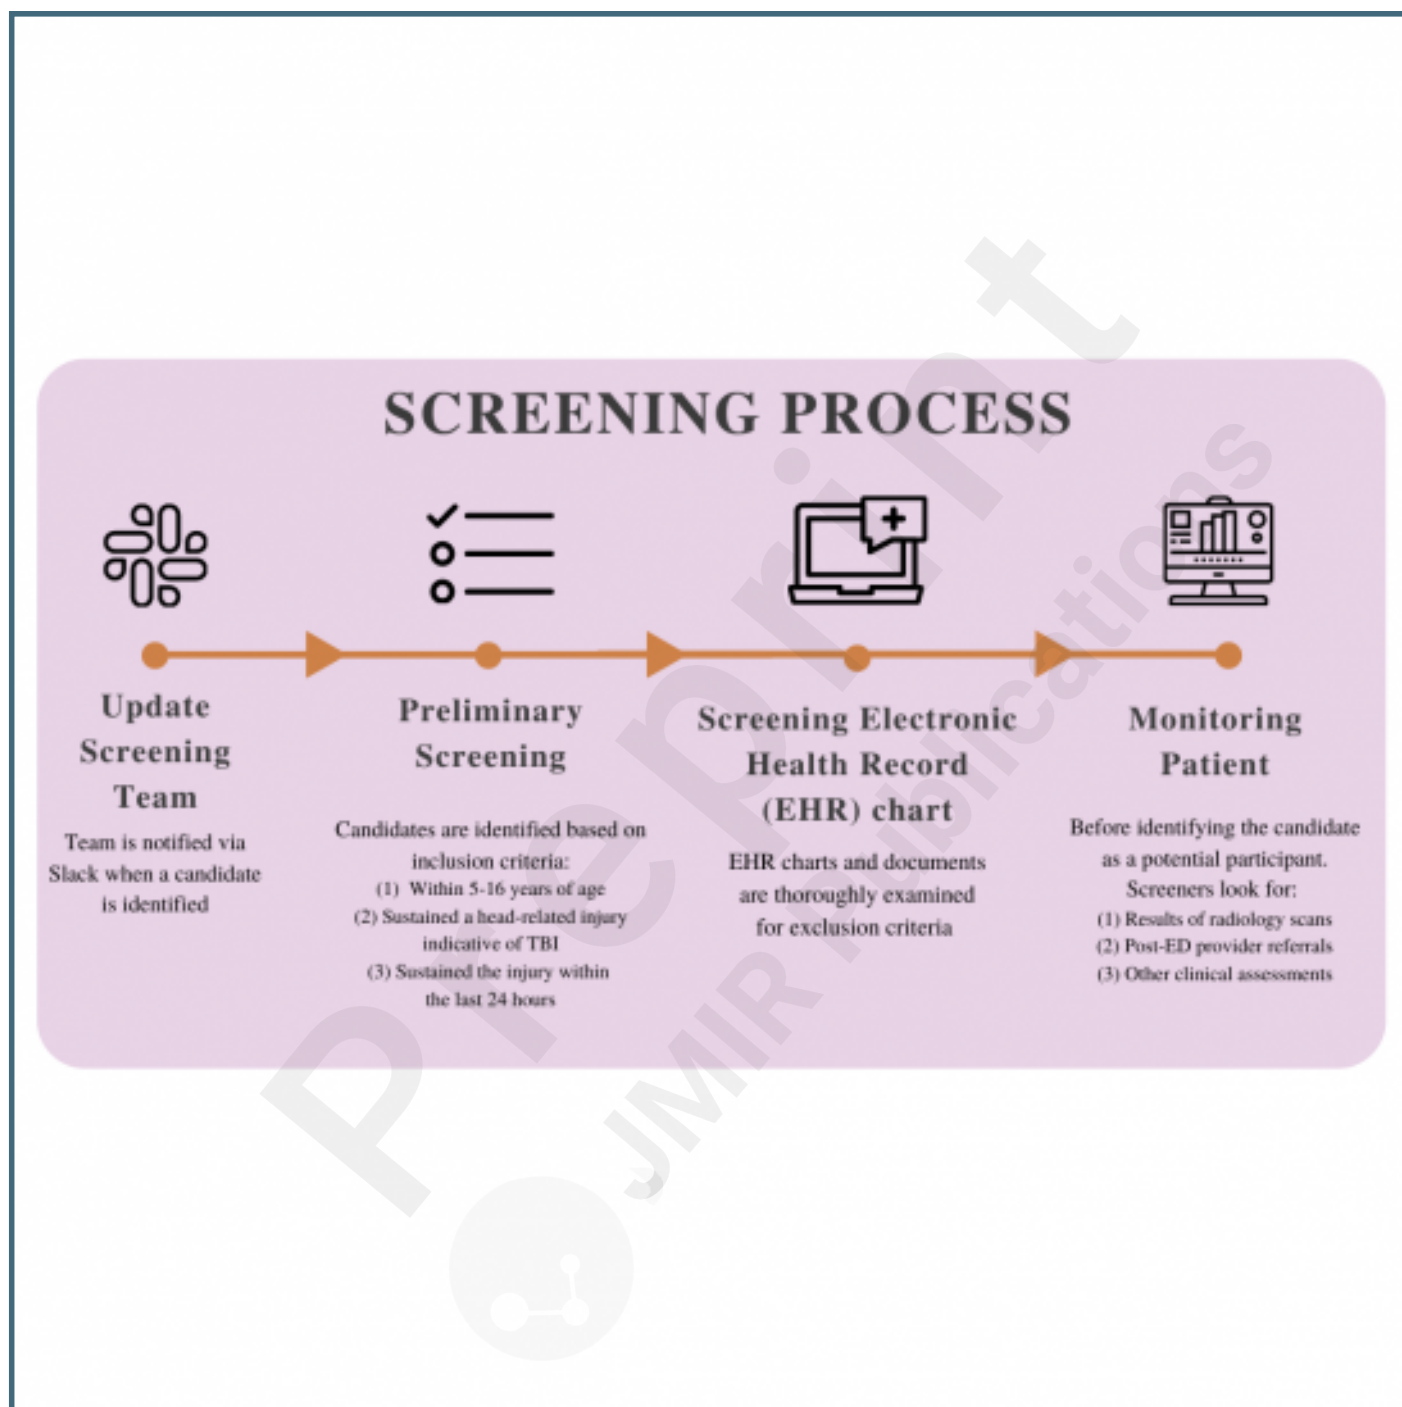 SCREENING PROCESS
Update
Screening
Team
Team is notified via
Slack when a candidate
is identified
Preliminary
Screening
Candidates are identified based on
inclusion criteria:
(1) Within 5-16 years of age
(2) Sustained a head-related injury
indicative of TBI
(3) Sustained the injury within
the last 24 hours
Screening Electronic
Health Record
(EHR) chart
EHR charts and documents
are thoroughly examined
for exclusion criteria
Monitoring
Patient
Before identifying the candidate
as a potential participant.
Screeners look for:
(1) Results of radiology scans
(2) Post-ED provider referrals
(3) Other clinical assessments
Preprint
JMIR Publications